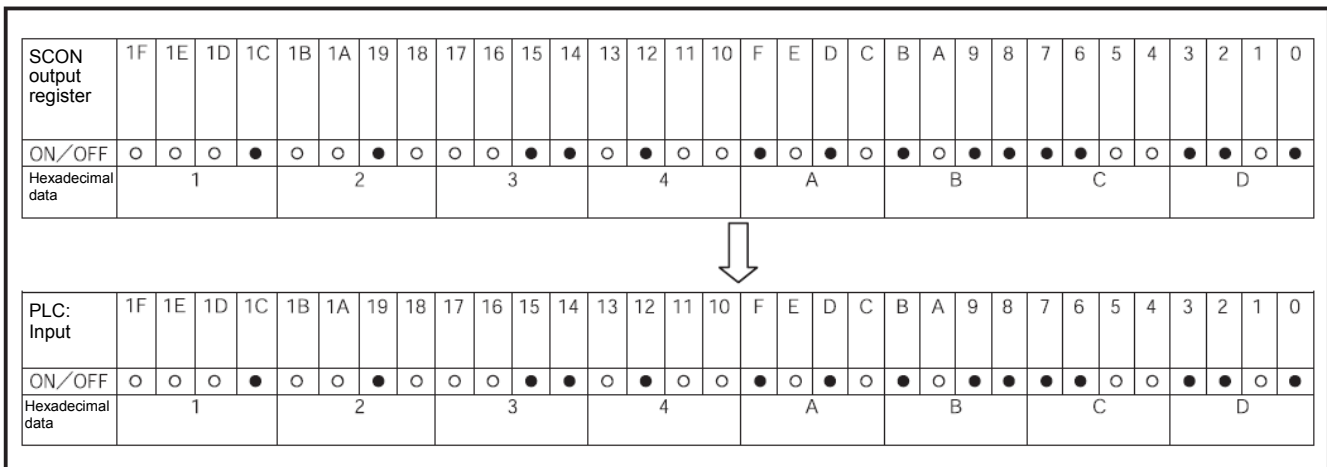 SCON output register 1F 1E 1D 1C 1B 1A 19 18 17 16 15 14 13 12 11 10 F E D C B A 9 8 7 6 5 4 3 2 1 0
ON/OFF ○ ○ ○ ● ○ ○ ● ○ ○ ○ ● ● ○ ● ○ ○ ● ○ ● ○ ● ○ ● ● ● ● ○ ○ ● ● ○ ●
Hexadecimal data 1 2 3 4 A B C D
PLC: Input 1F 1E 1D 1C 1B 1A 19 18 17 16 15 14 13 12 11 10 F E D C B A 9 8 7 6 5 4 3 2 1 0
ON/OFF ○ ○ ○ ● ○ ○ ● ○ ○ ○ ● ● ○ ● ○ ○ ● ○ ● ○ ● ○ ● ● ● ● ○ ○ ● ● ○ ●
Hexadecimal data 1 2 3 4 A B C D